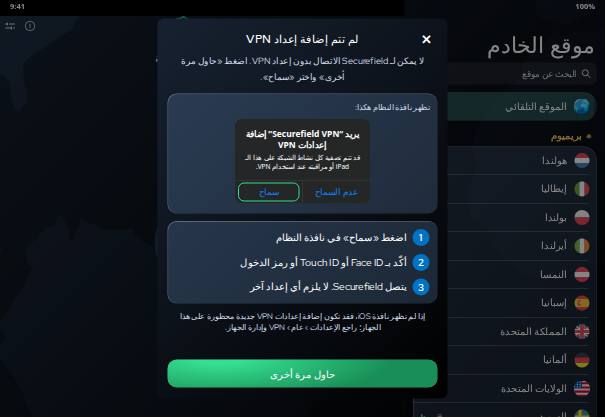 9:41
100%
لم تتم إضافة إعداد VPN
لا يمكن لـ Securefield الاتصال بدون إعداد VPN. اضغط «حاول مرة
أخرى» واختر «سماح».
تظهر نافذة النظام هكذا:
يريد "Securefield VPN" إضافة
إعدادات VPN
قد تتم تصفية كل نشاط الشبكة على هذا الـ
iPad أو مراقبته عند استخدام VPN.
عدم السماح
سماح
1 اضغط «سماح» في نافذة النظام
2 أكّد بـ Face ID أو Touch ID أو رمز الدخول
3 يتصل Securefield. لا يلزم أي إعداد آخر
إذا لم تظهر نافذة iOS، فقد تكون إضافة إعدادات VPN جديدة محظورة على هذا
الجهاز: راجع الإعدادات › عام › VPN وإدارة الجهاز.
حاول مرة أخرى
موقع الخادم
البحث عن موقع
الموقع التلقائي
بريميوم
هولندا
إيطاليا
بولندا
أيرلندا
النمسا
إسبانيا
المملكة المتحدة
ألمانيا
الولايات المتحدة